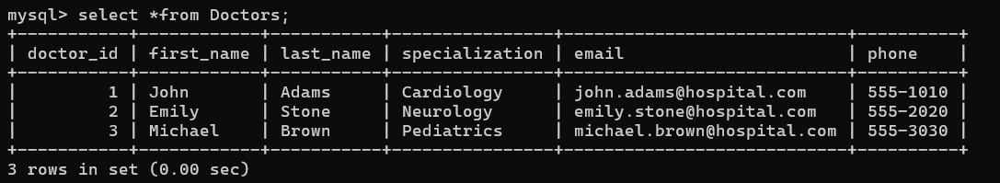 mysql> select *from Doctors;
+-----------+------------+-----------+----------------+----------------------------+----------+
| doctor_id | first_name | last_name | specialization | email                      | phone    |
+-----------+------------+-----------+----------------+----------------------------+----------+
|         1 | John       | Adams     | Cardiology     | john.adams@hospital.com    | 555-1010 |
|         2 | Emily      | Stone     | Neurology      | emily.stone@hospital.com   | 555-2020 |
|         3 | Michael    | Brown     | Pediatrics     | michael.brown@hospital.com | 555-3030 |
+-----------+------------+-----------+----------------+----------------------------+----------+
3 rows in set (0.00 sec)